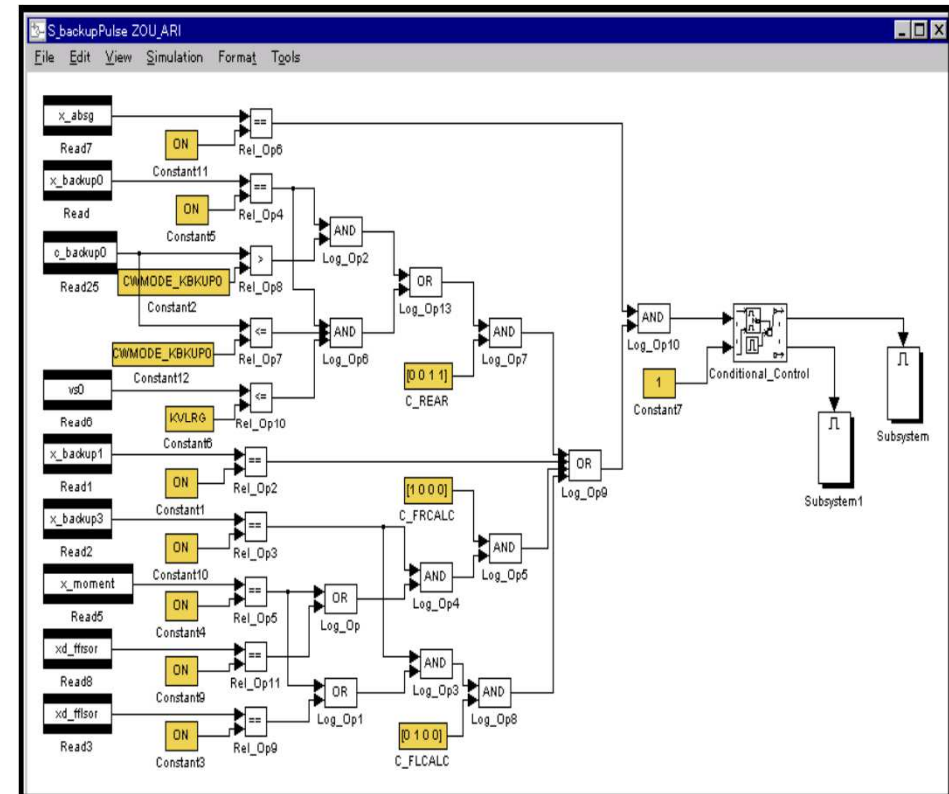 S_backupPulse ZOU_ARI
File Edit View Simulation Format Tools
x_absg
Read7
ON
Constant11
==
Rel_Op6
x_backup0
Read
ON
Constant5
==
Rel_Op4
AND
Log_Op2
c_backup0
Read25
CWMODE_KBKUP0
Constant2
>
Rel_Op8
OR
Log_Op13
CWMODE_KBKUP0
Constant12
<=
Rel_Op7
AND
Log_Op6
AND
Log_Op7
[0 0 1 1]
C_REAR
vs0
Read6
KVLRG
Constant6
<=
Rel_Op10
AND
Log_Op10
1
Constant7
Conditional_Control
Subsystem
Subsystem1
x_backup1
Read1
ON
Constant1
==
Rel_Op2
OR
Log_Op9
x_backup3
Read2
ON
Constant10
==
Rel_Op3
[1 0 0 0]
C_FRCALC
AND
Log_Op5
AND
Log_Op4
x_moment
Read5
ON
Constant4
==
Rel_Op5
OR
Log_Op
xd_ffrsor
Read8
ON
Constant9
==
Rel_Op11
OR
Log_Op1
AND
Log_Op3
AND
Log_Op8
xd_fflsor
Read3
ON
Constant3
==
Rel_Op9
[0 1 0 0]
C_FLCALC